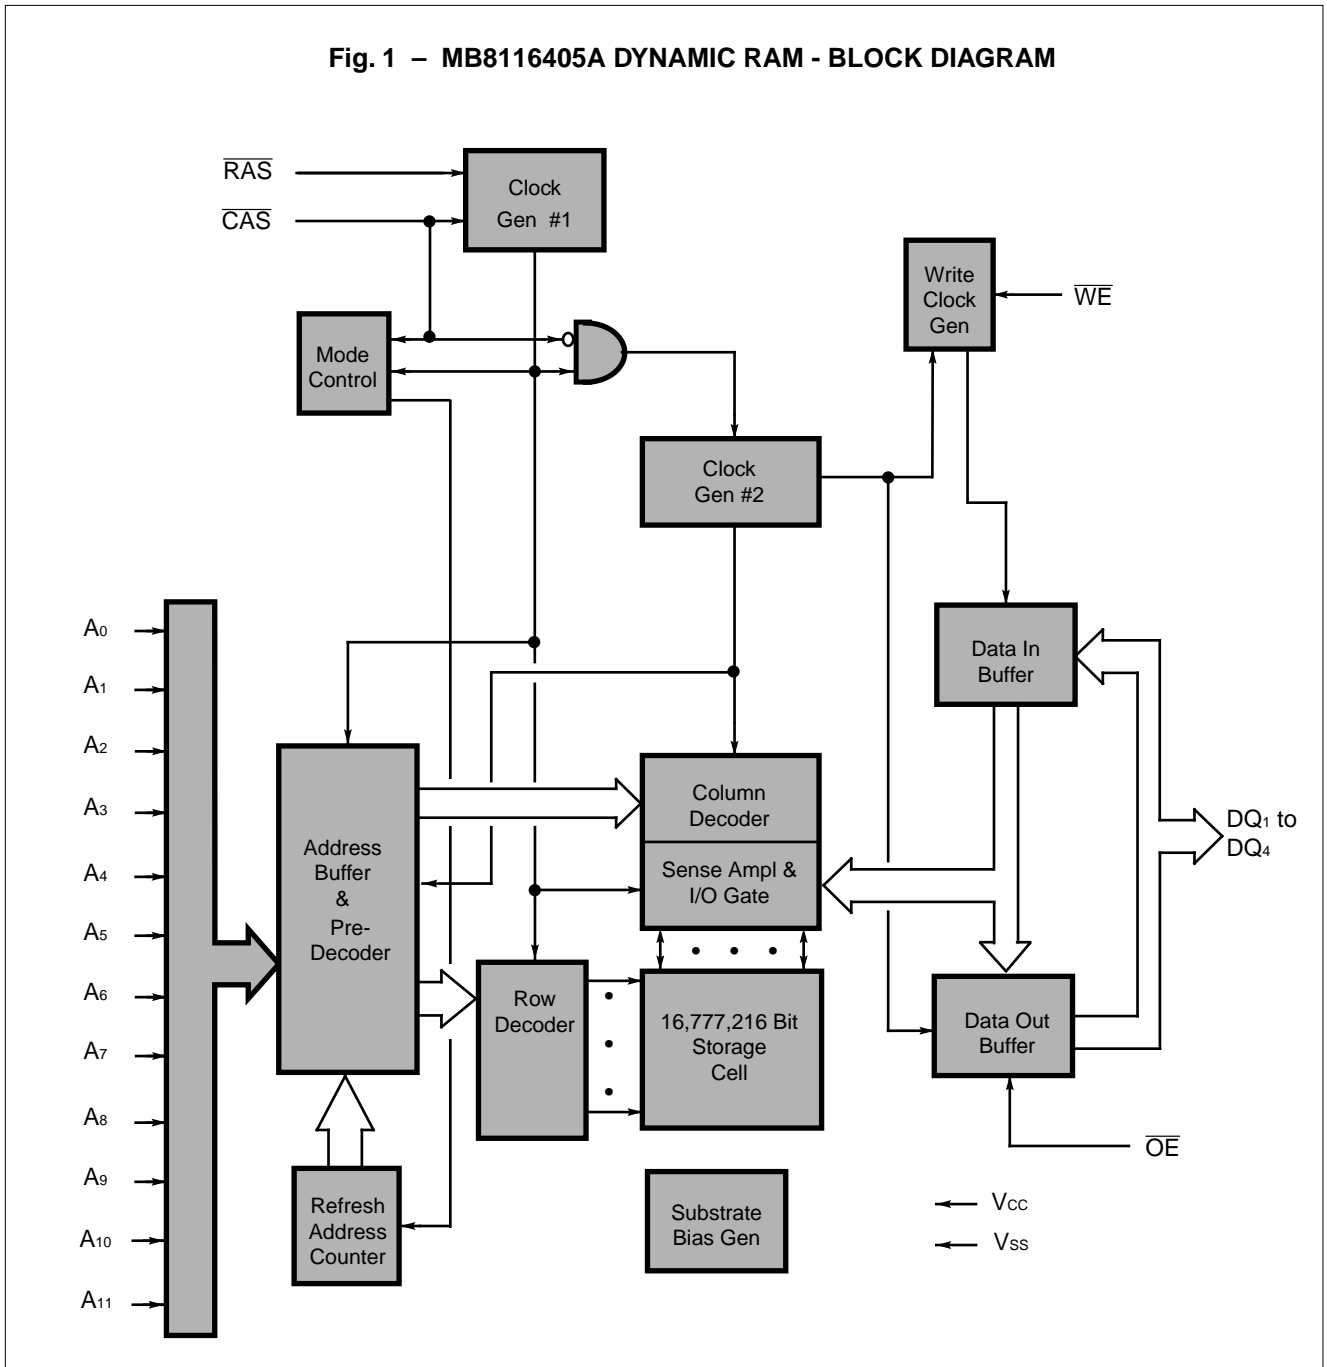 Fig. 1 – MB8116405A DYNAMIC RAM - BLOCK DIAGRAM
RAS
CAS
Clock
Gen #1
Write
Clock
Gen
WE
Mode
Control
Clock
Gen #2
A0
A1
A2
A3
A4
A5
A6
A7
A8
A9
A10
A11
Address
Buffer
&
Pre-
Decoder
Refresh
Address
Counter
Column
Decoder
Sense Ampl &
I/O Gate
Row
Decoder
16,777,216 Bit
Storage
Cell
Substrate
Bias Gen
Data In
Buffer
DQ1 to
DQ4
Data Out
Buffer
OE
VCC
VSS